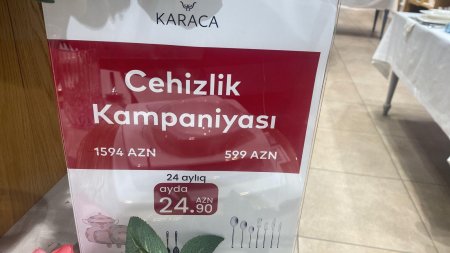 KARACA
Cehizlik
Kampaniyası
1594 AZN 599 AZN
24 aylıq
ayda
24.90 AZN